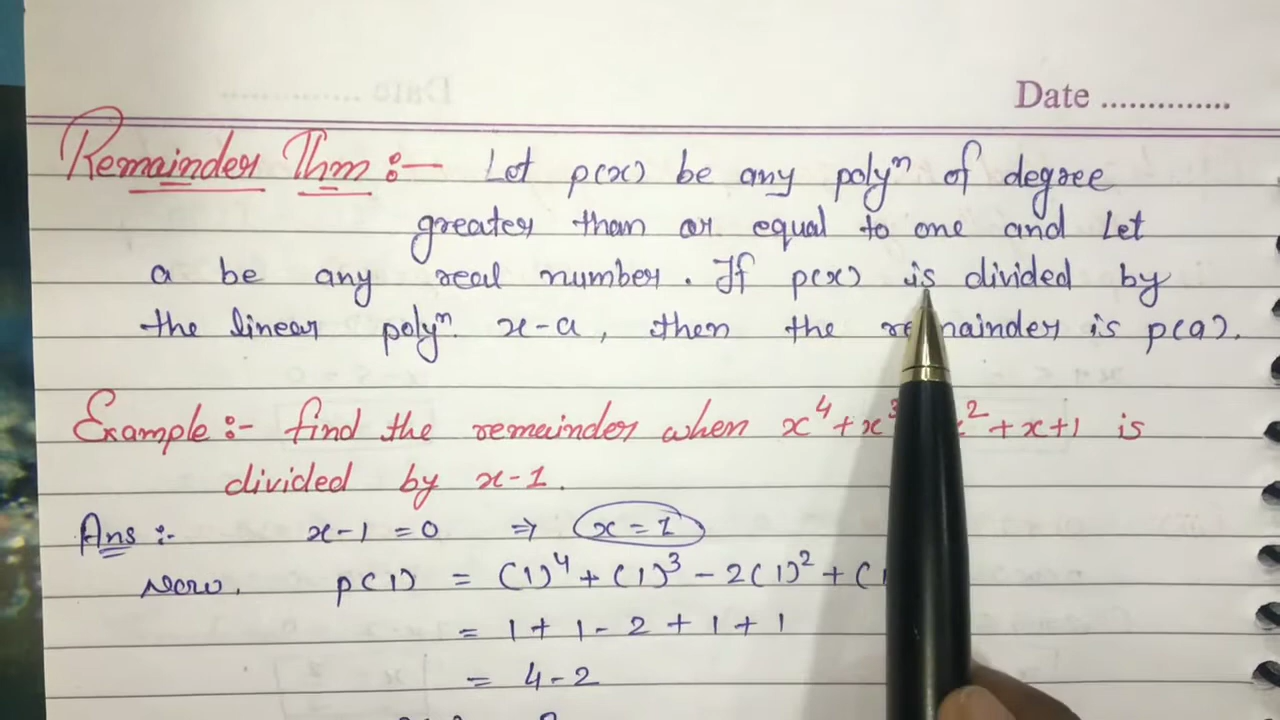 Date ..............
Remainder Thm :- Let p(x) be any polyⁿ of degree
greater than or equal to one and Let
a be any real number. If p(x) is divided by
the linear polyⁿ. x-a, then the remainder is p(a).
Example :- find the remainder when x⁴+x³ x²+x+1 is
divided by x-1.
Ans :- x-1 = 0 ⇒ x = 1
Now, p(1) = (1)⁴ + (1)³ - 2(1)² + (1
= 1 + 1 - 2 + 1 + 1
= 4-2